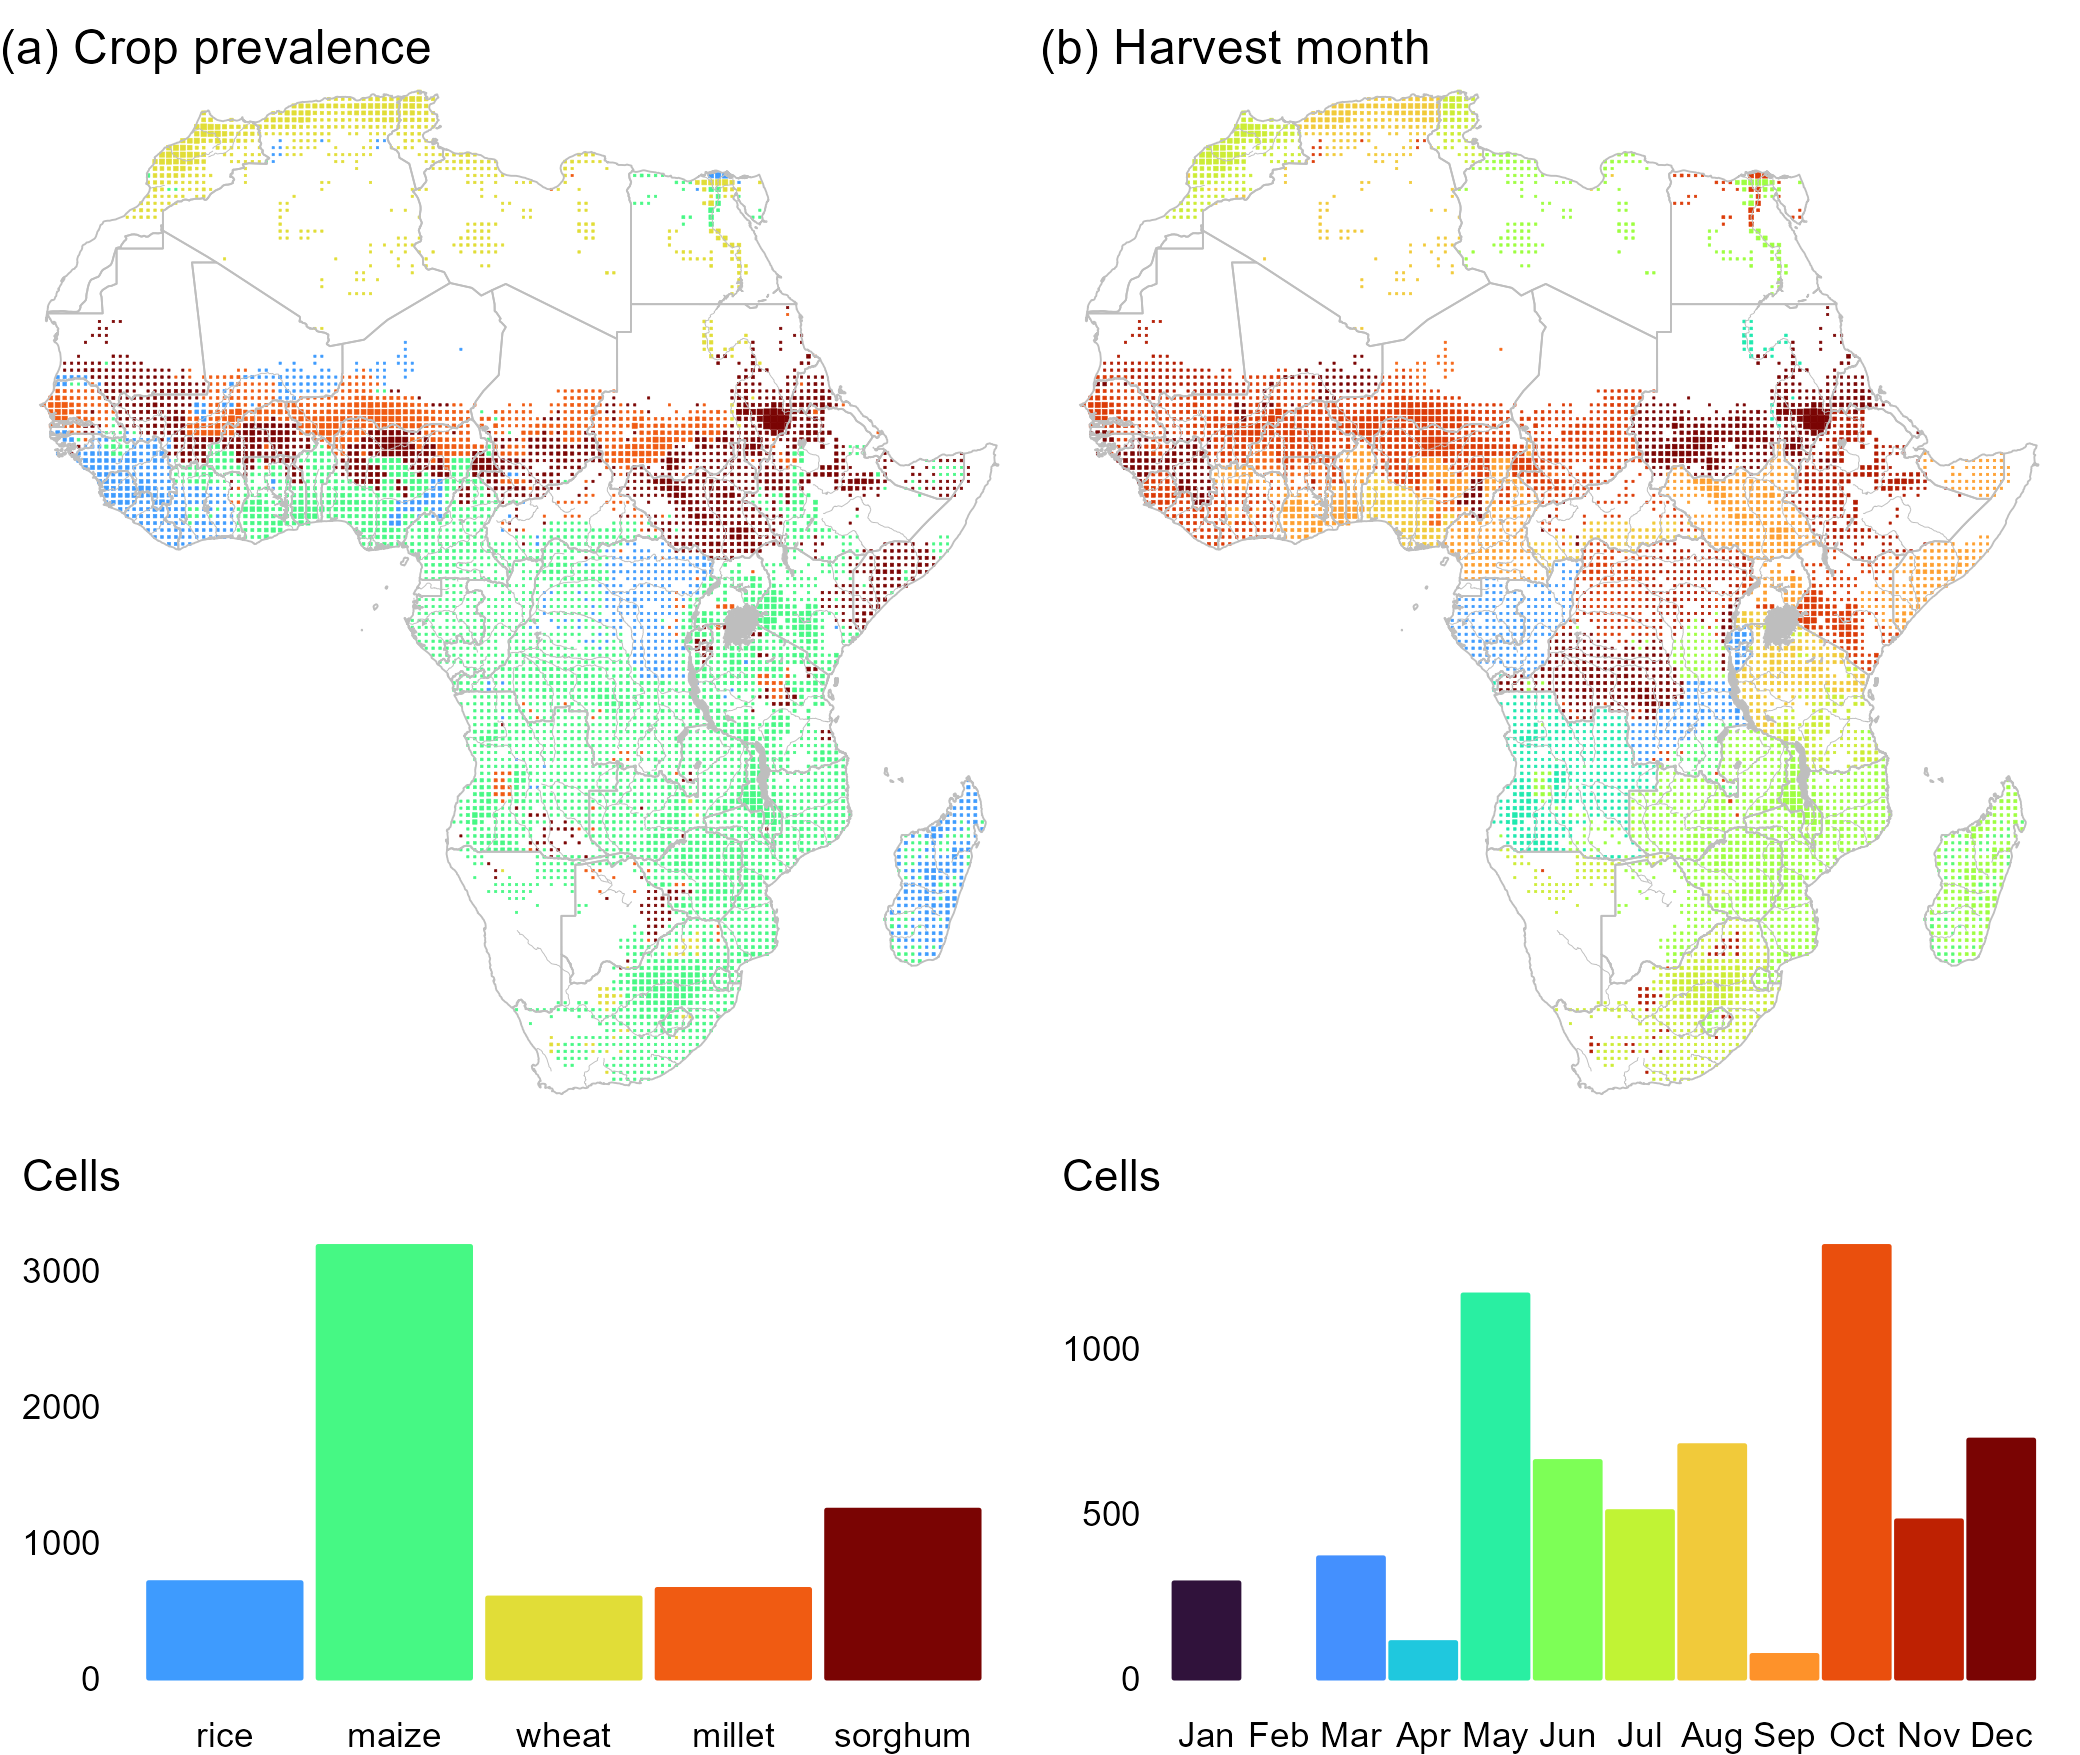 (a) Crop prevalence
(b) Harvest month
Cells
3000
2000
1000
0
rice maize wheat millet sorghum
Cells
1000
500
0
Jan Feb Mar Apr May Jun Jul Aug Sep Oct Nov Dec